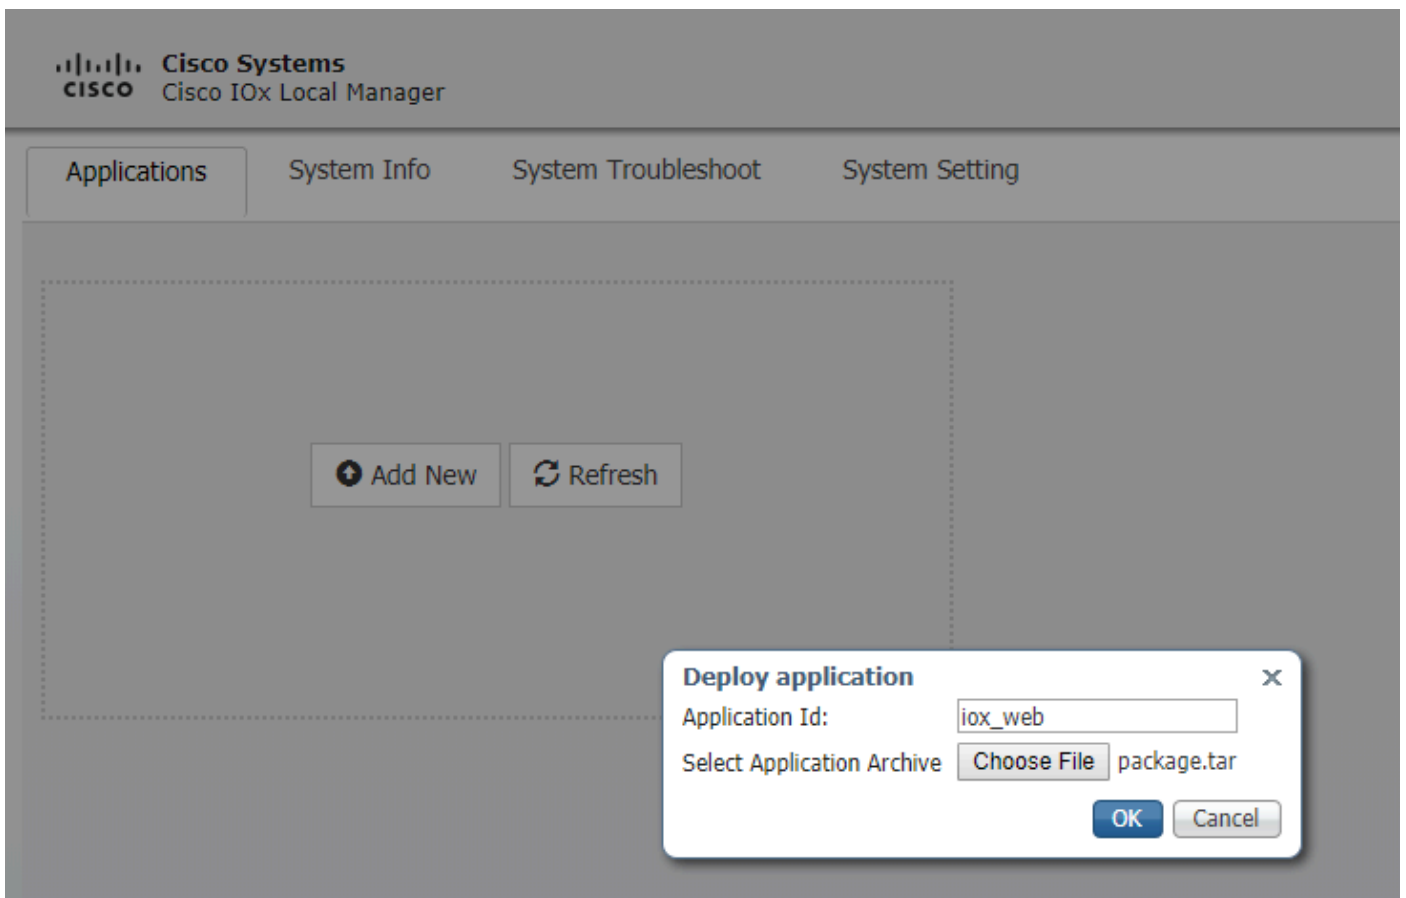 Cisco Systems
CISCO Cisco IOx Local Manager
Applications System Info System Troubleshoot System Setting
Add New Refresh
Deploy application
Application Id: iox_web
Select Application Archive Choose File package.tar
OK Cancel